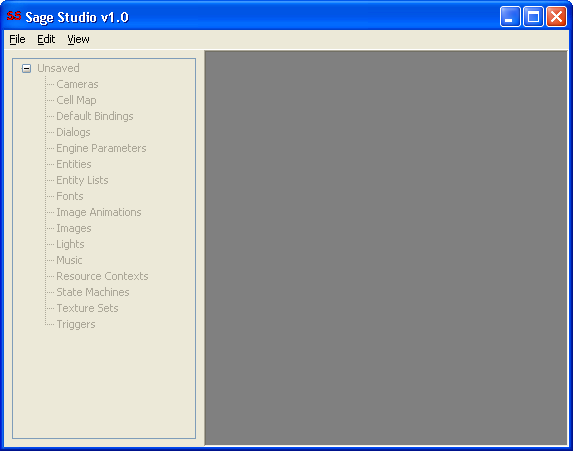 SS Sage Studio v1.0
File Edit View
Unsaved
Cameras
Cell Map
Default Bindings
Dialogs
Engine Parameters
Entities
Entity Lists
Fonts
Image Animations
Images
Lights
Music
Resource Contexts
State Machines
Texture Sets
Triggers